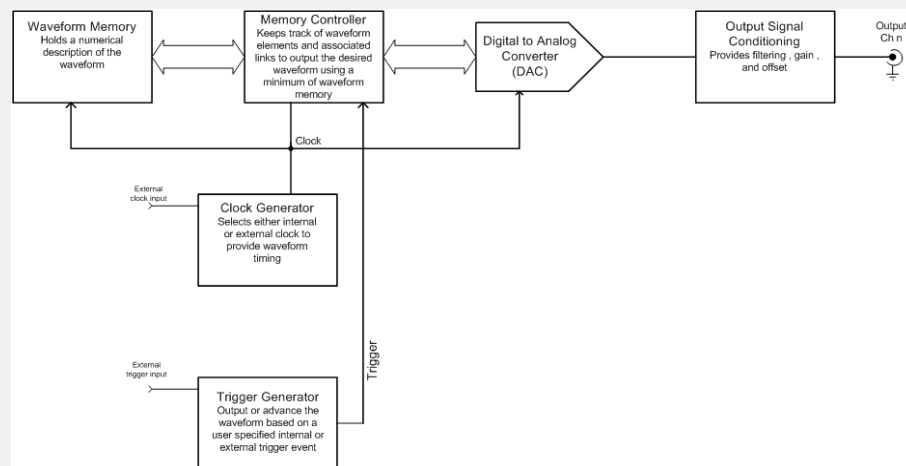 Waveform Memory
Holds a numerical
description of the
waveform
Memory Controller
Keeps track of waveform
elements and associated
links to output the desired
waveform using a
minimum of waveform
memory
Digital to Analog
Converter
(DAC)
Output Signal
Conditioning
Provides filtering , gain ,
and offset
Output
Ch n
Clock
External
clock input
Clock Generator
Selects either internal
or external clock to
provide waveform
timing
Trigger
External
trigger input
Trigger Generator
Output or advance the
waveform based on a
user specified internal or
external trigger event